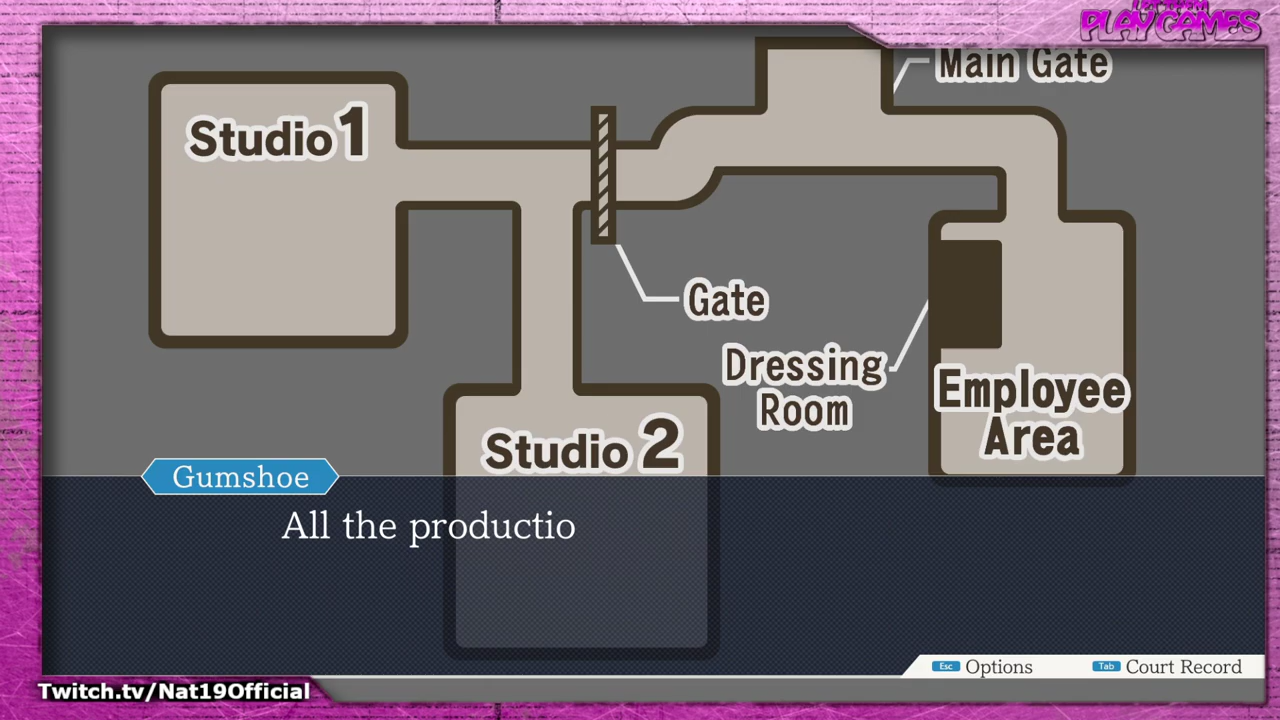 PLAY GAMES
Main Gate
Studio 1
Gate
Dressing
Room
Employee
Area
Studio 2
Gumshoe
All the productio
Esc Options
Tab Court Record
Twitch.tv/Nat19Official